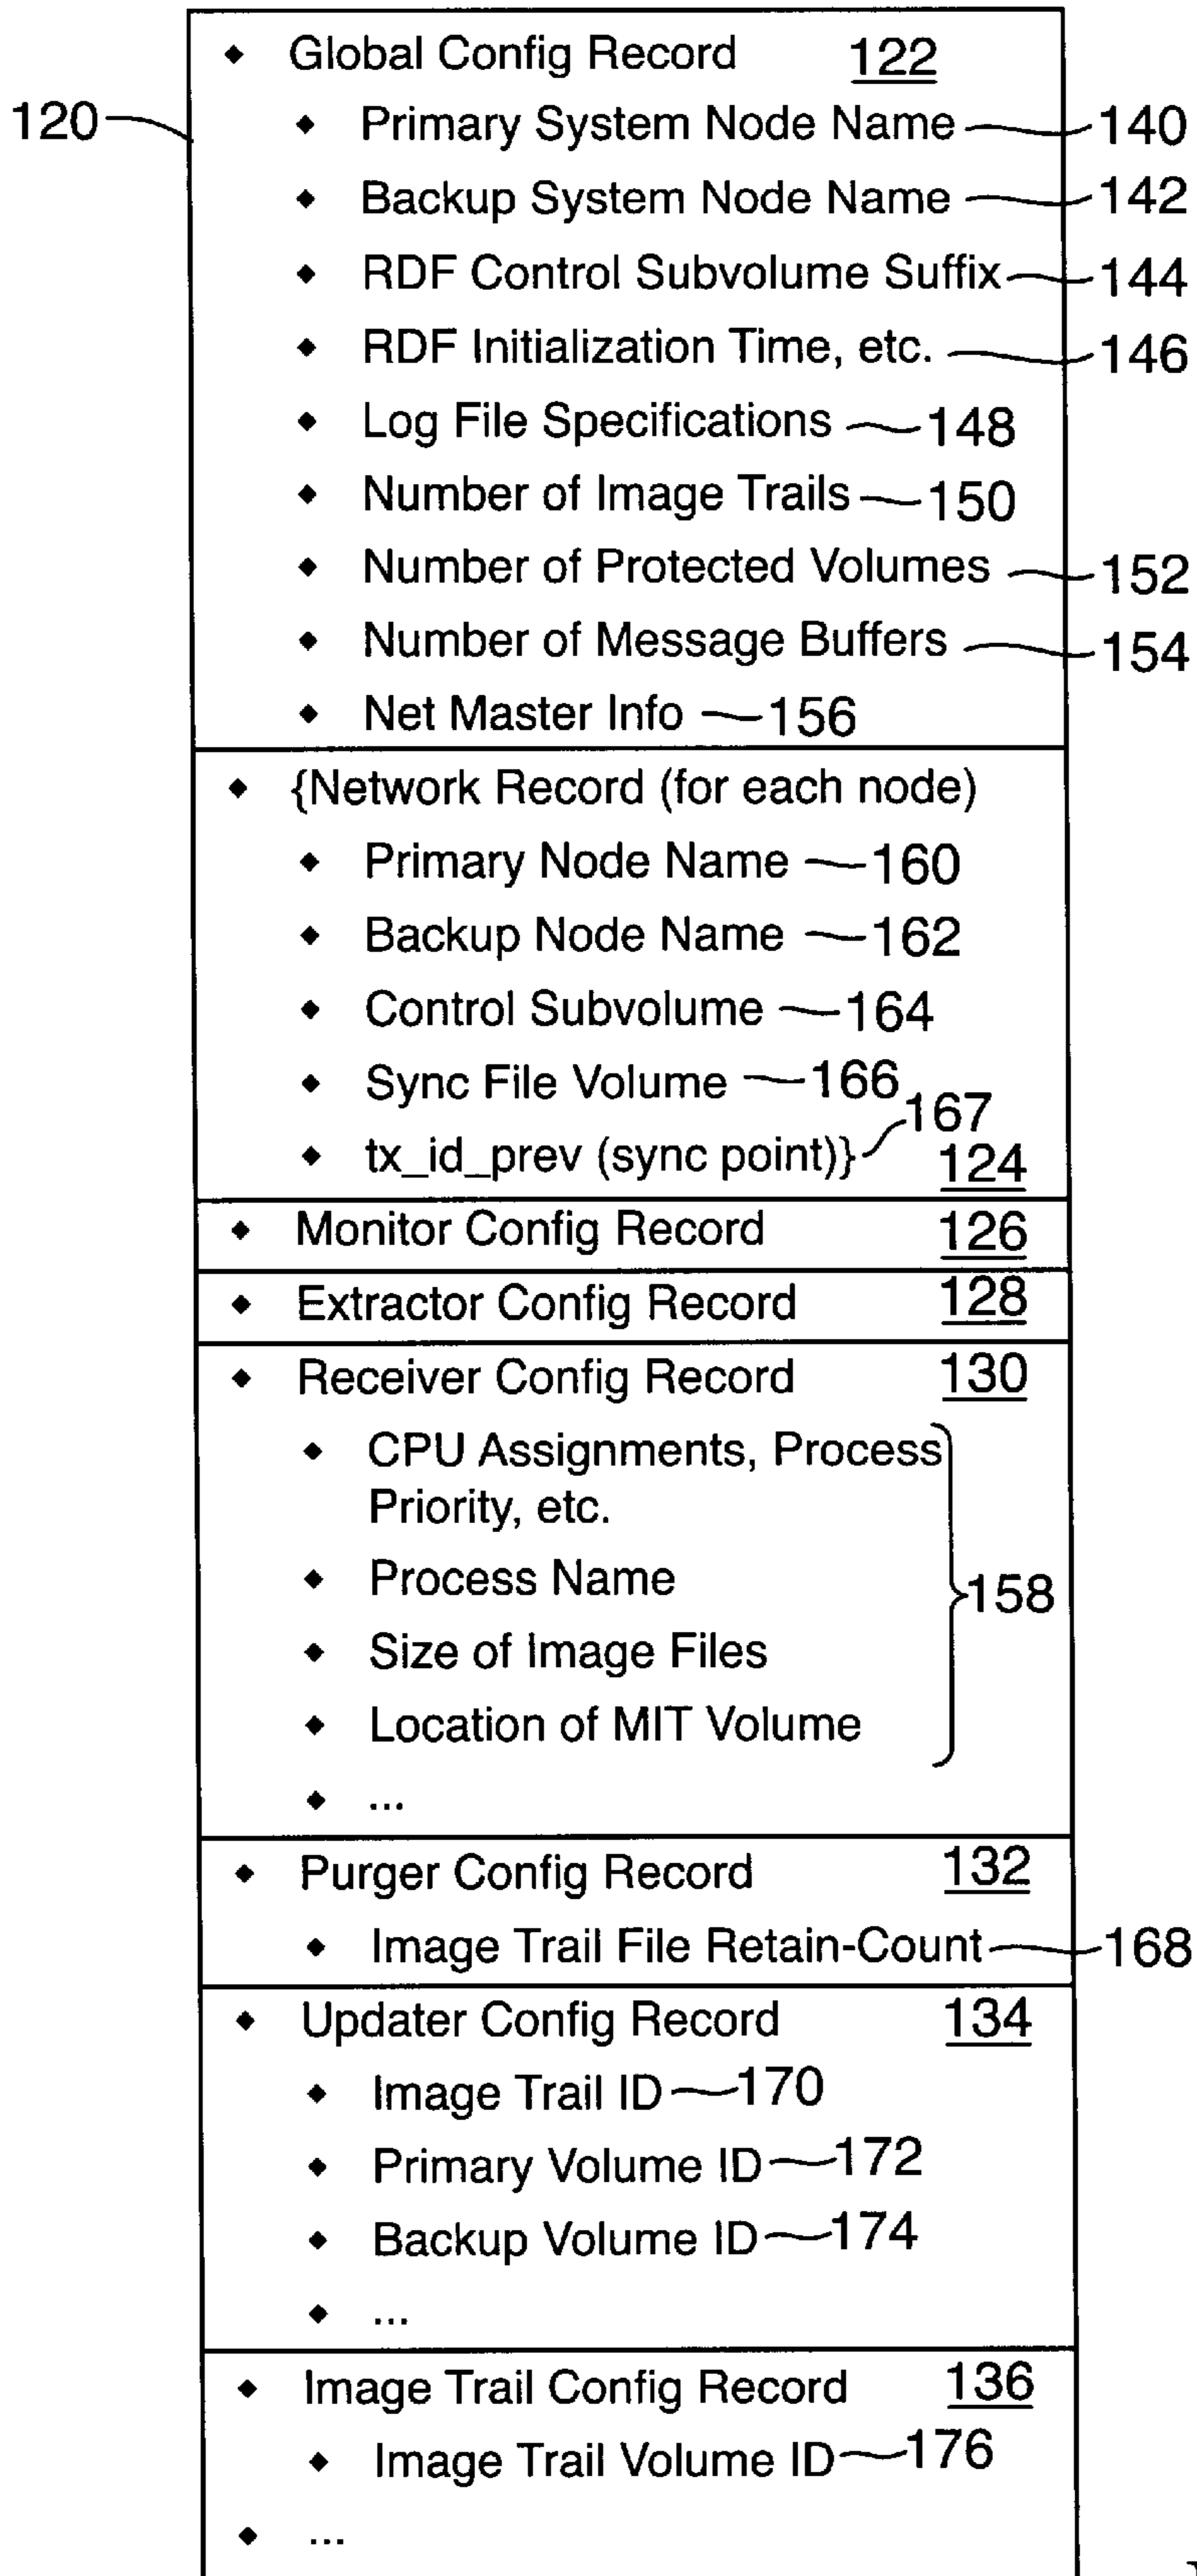 ◆ Global Config Record 122
120
◆ Primary System Node Name 140
◆ Backup System Node Name 142
◆ RDF Control Subvolume Suffix 144
◆ RDF Initialization Time, etc. 146
◆ Log File Specifications 148
◆ Number of Image Trails 150
◆ Number of Protected Volumes 152
◆ Number of Message Buffers 154
◆ Net Master Info 156
◆ {Network Record (for each node)
◆ Primary Node Name 160
◆ Backup Node Name 162
◆ Control Subvolume 164
◆ Sync File Volume 166
◆ tx_id_prev (sync point)} 167
124
◆ Monitor Config Record 126
◆ Extractor Config Record 128
◆ Receiver Config Record 130
◆ CPU Assignments, Process
Priority, etc.
◆ Process Name
158
◆ Size of Image Files
◆ Location of MIT Volume
◆ ...
◆ Purger Config Record 132
◆ Image Trail File Retain-Count 168
◆ Updater Config Record 134
◆ Image Trail ID 170
◆ Primary Volume ID 172
◆ Backup Volume ID 174
◆ ...
◆ Image Trail Config Record 136
◆ Image Trail Volume ID 176
◆ ...